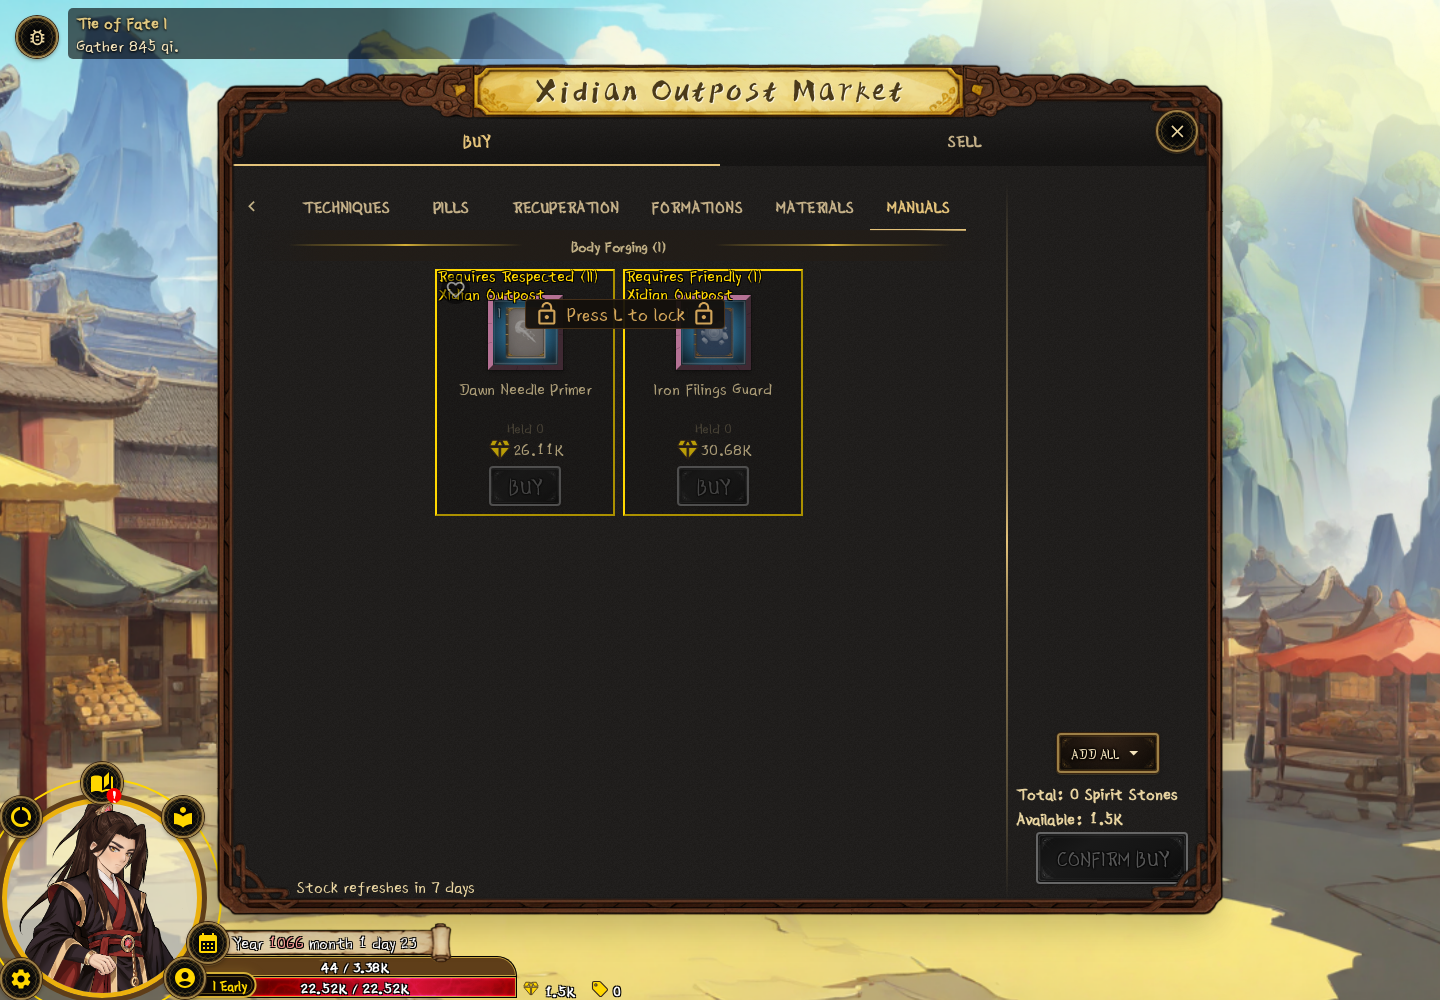 Tie of Fate I
Gather 845 qi.
Xidian Outpost Market
BUY
SELL
TECHNIQUES
PILLS
RECUPERATION
FORMATIONS
MATERIALS
MANUALS
Body Forging (I)
Requires Respected (II)
Xidian Outpost
Requires Friendly (I)
Xidian Outpost
Press L to lock
Dawn Needle Primer
Iron Filings Guard
Held 0
Held 0
26.11K
30.68K
BUY
BUY
ADD ALL
Total: 0 Spirit Stones
Available: 1.5K
CONFIRM BUY
Stock refreshes in 7 days
Year 1066 month 1 day 23
44 / 3.38K
1 Early
22.52K / 22.52K
1.5K
0